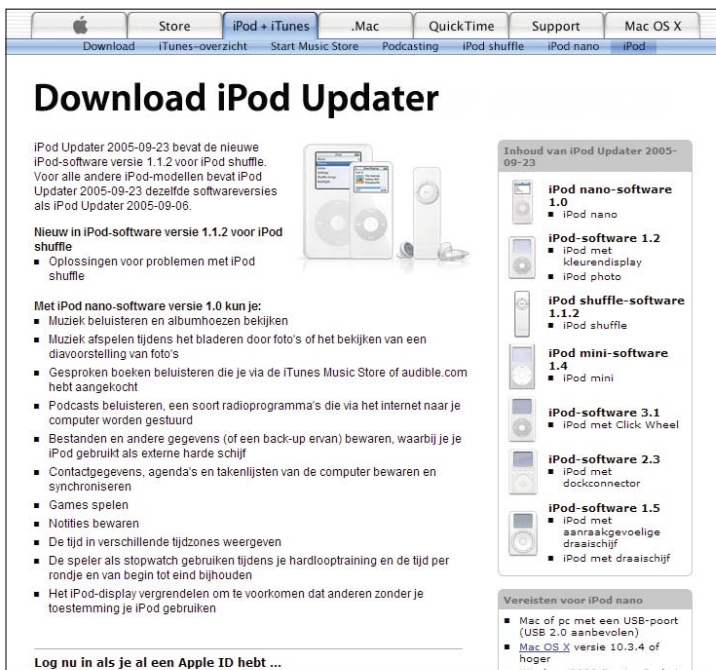 Store
iPod + iTunes
.Mac
QuickTime
Support
Mac OS X
Download
iTunes-overzicht
Start Music Store
Podcasting
iPod shuffle
iPod nano
iPod
Download iPod Updater
iPod Updater 2005-09-23 bevat de nieuwe
iPod-software versie 1.1.2 voor iPod shuffle.
Voor alle andere iPod-modellen bevat iPod
Updater 2005-09-23 dezelfde softwareversies
als iPod Updater 2005-09-06.
Nieuw in iPod-software versie 1.1.2 voor iPod
shuffle
Oplossingen voor problemen met iPod
shuffle
Met iPod nano-software versie 1.0 kun je:
Muziek beluisteren en albumhoezen bekijken
Muziek afspelen tijdens het bladeren door foto's of het bekijken van een
diavoorstelling van foto's
Gesproken boeken beluisteren die je via de iTunes Music Store of audible.com
hebt aangekocht
Podcasts beluisteren, een soort radioprogramma's die via het internet naar je
computer worden gestuurd
Bestanden en andere gegevens (of een back-up ervan) bewaren, waarbij je je
iPod gebruikt als externe harde schijf
Contactgegevens, agenda's en takenlijsten van de computer bewaren en
synchroniseren
Games spelen
Notities bewaren
De tijd in verschillende tijdzones weergeven
De speler als stopwatch gebruiken tijdens je hardlooptraining en de tijd per
rondje en van begin tot eind bijhouden
Het iPod-display vergrendelen om te voorkomen dat anderen zonder je
toestemming je iPod gebruiken
Log nu in als je al een Apple ID hebt ...
Inhoud van iPod Updater 2005-
09-23
iPod nano-software
1.0
iPod nano
iPod-software 1.2
iPod met
kleurendisplay
iPod photo
iPod shuffle-software
1.1.2
iPod shuffle
iPod mini-software
1.4
iPod mini
iPod-software 3.1
iPod met Click Wheel
iPod-software 2.3
iPod met
dockconnector
iPod-software 1.5
iPod met
aanraakgevoelige
draaischijf
iPod met draaischijf
Vereisten voor iPod nano
Mac of pc met een USB-poort
(USB 2.0 aanbevolen)
Mac OS X versie 10.3.4 of
hoger